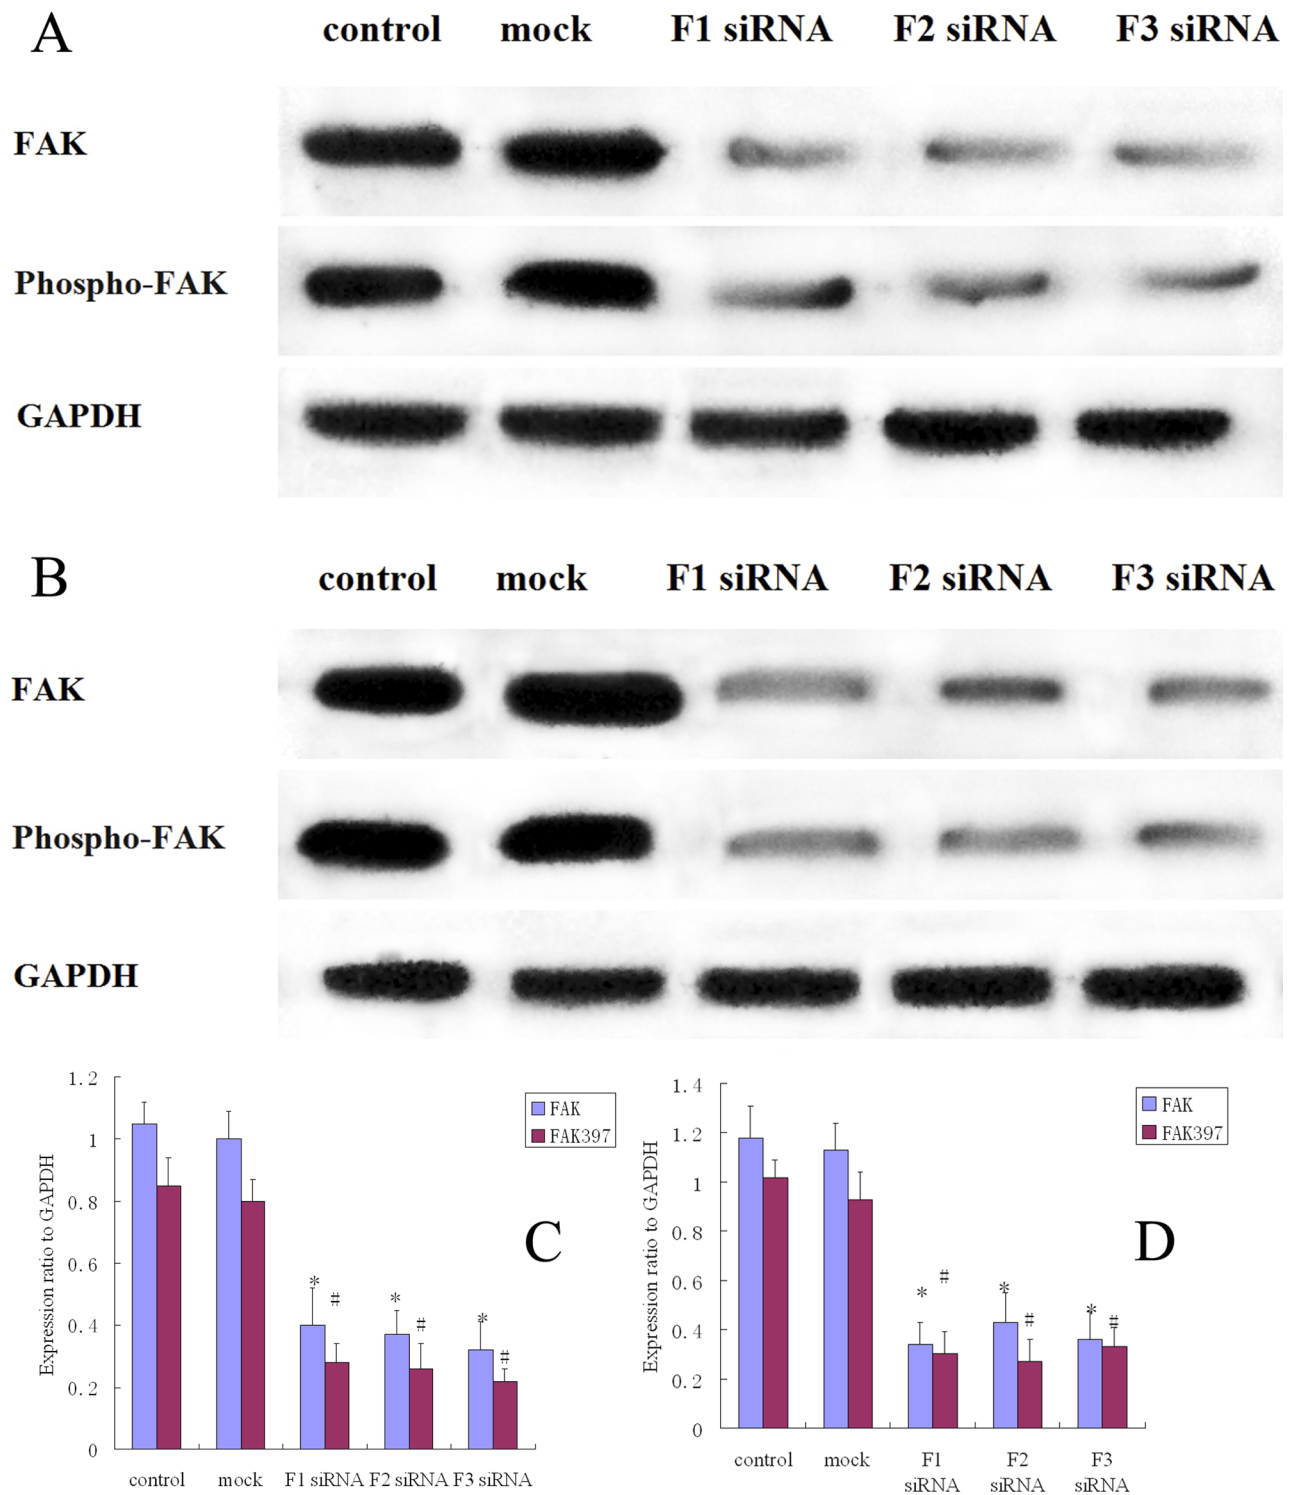 A
control mock F1 siRNA F2 siRNA F3 siRNA
FAK
Phospho-FAK
GAPDH
B
control mock F1 siRNA F2 siRNA F3 siRNA
FAK
Phospho-FAK
GAPDH
Expression ratio to GAPDH
1.2
1
0.8
0.6
0.4
0.2
0
* # * # * #
control mock F1 siRNA F2 siRNA F3 siRNA
FAK
FAK397
C
Expression ratio to GAPDH
1.4
1.2
1
0.8
0.6
0.4
0.2
0
* # * # * #
control mock F1 F2 F3
siRNA siRNA siRNA
FAK
FAK397
D